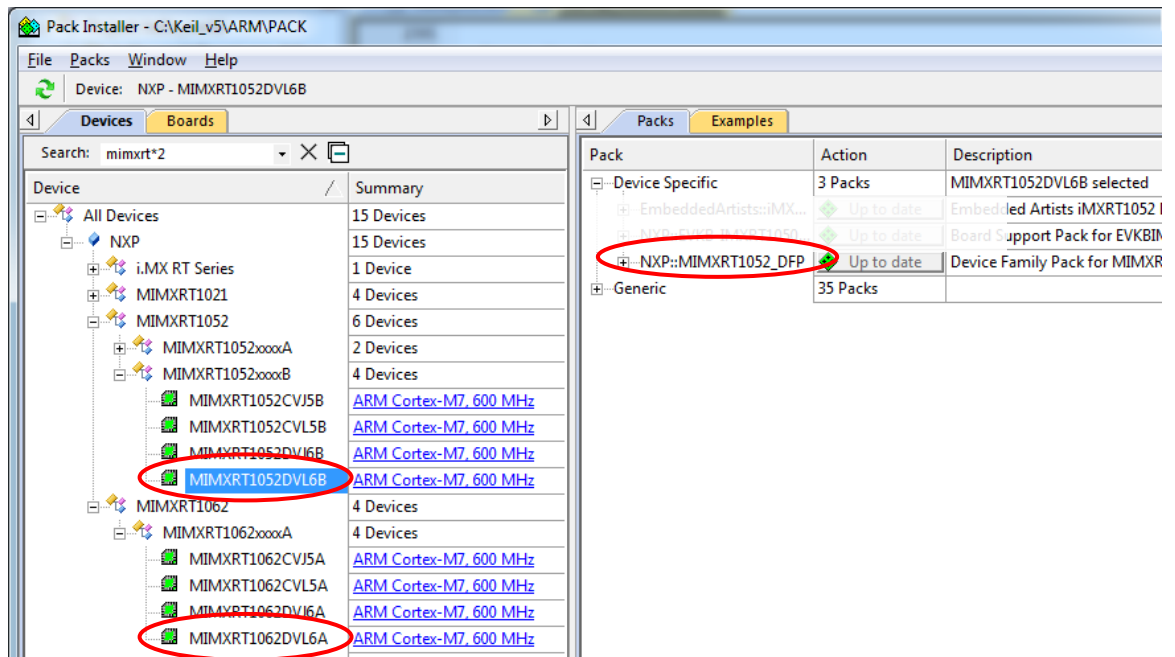 Pack Installer - C:\Keil_v5\ARM\PACK
File Packs Window Help
Device: NXP - MIMXRT1052DVL6B
Devices Boards
Search: mimxrt*2
Device Summary
All Devices 15 Devices
NXP 15 Devices
i.MX RT Series 1 Device
MIMXRT1021 4 Devices
MIMXRT1052 6 Devices
MIMXRT1052xxxxA 2 Devices
MIMXRT1052xxxxB 4 Devices
MIMXRT1052CVJ5B ARM Cortex-M7, 600 MHz
MIMXRT1052CVL5B ARM Cortex-M7, 600 MHz
MIMXRT1052DVJ6B ARM Cortex-M7, 600 MHz
MIMXRT1052DVL6B ARM Cortex-M7, 600 MHz
MIMXRT1062 4 Devices
MIMXRT1062xxxxA 4 Devices
MIMXRT1062CVJ5A ARM Cortex-M7, 600 MHz
MIMXRT1062CVL5A ARM Cortex-M7, 600 MHz
MIMXRT1062DVJ6A ARM Cortex-M7, 600 MHz
MIMXRT1062DVL6A ARM Cortex-M7, 600 MHz
Packs Examples
Pack Action Description
Device Specific 3 Packs MIMXRT1052DVL6B selected
EmbeddedArtists::iMX... Up to date Embedded Artists iMXRT1052
NXP::EVKB-IMXRT1050... Up to date Board Support Pack for EVKBIM
NXP::MIMXRT1052_DFP Up to date Device Family Pack for MIMXR
Generic 35 Packs